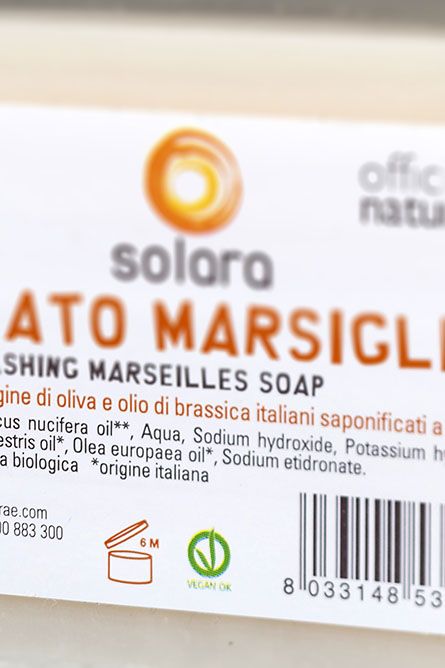 solara
offic
natur
ATO MARSIGLI
SHING MARSEILLES SOAP
gine di oliva e olio di brassica italiani saponificati a
cus nucifera oil**, Aqua, Sodium hydroxide, Potassium h
estris oil*, Olea europaea oil*, Sodium etidronate.
a biologica *origine italiana
rae.com
00 883 300
6 M
VEGAN OK
8 033148 53